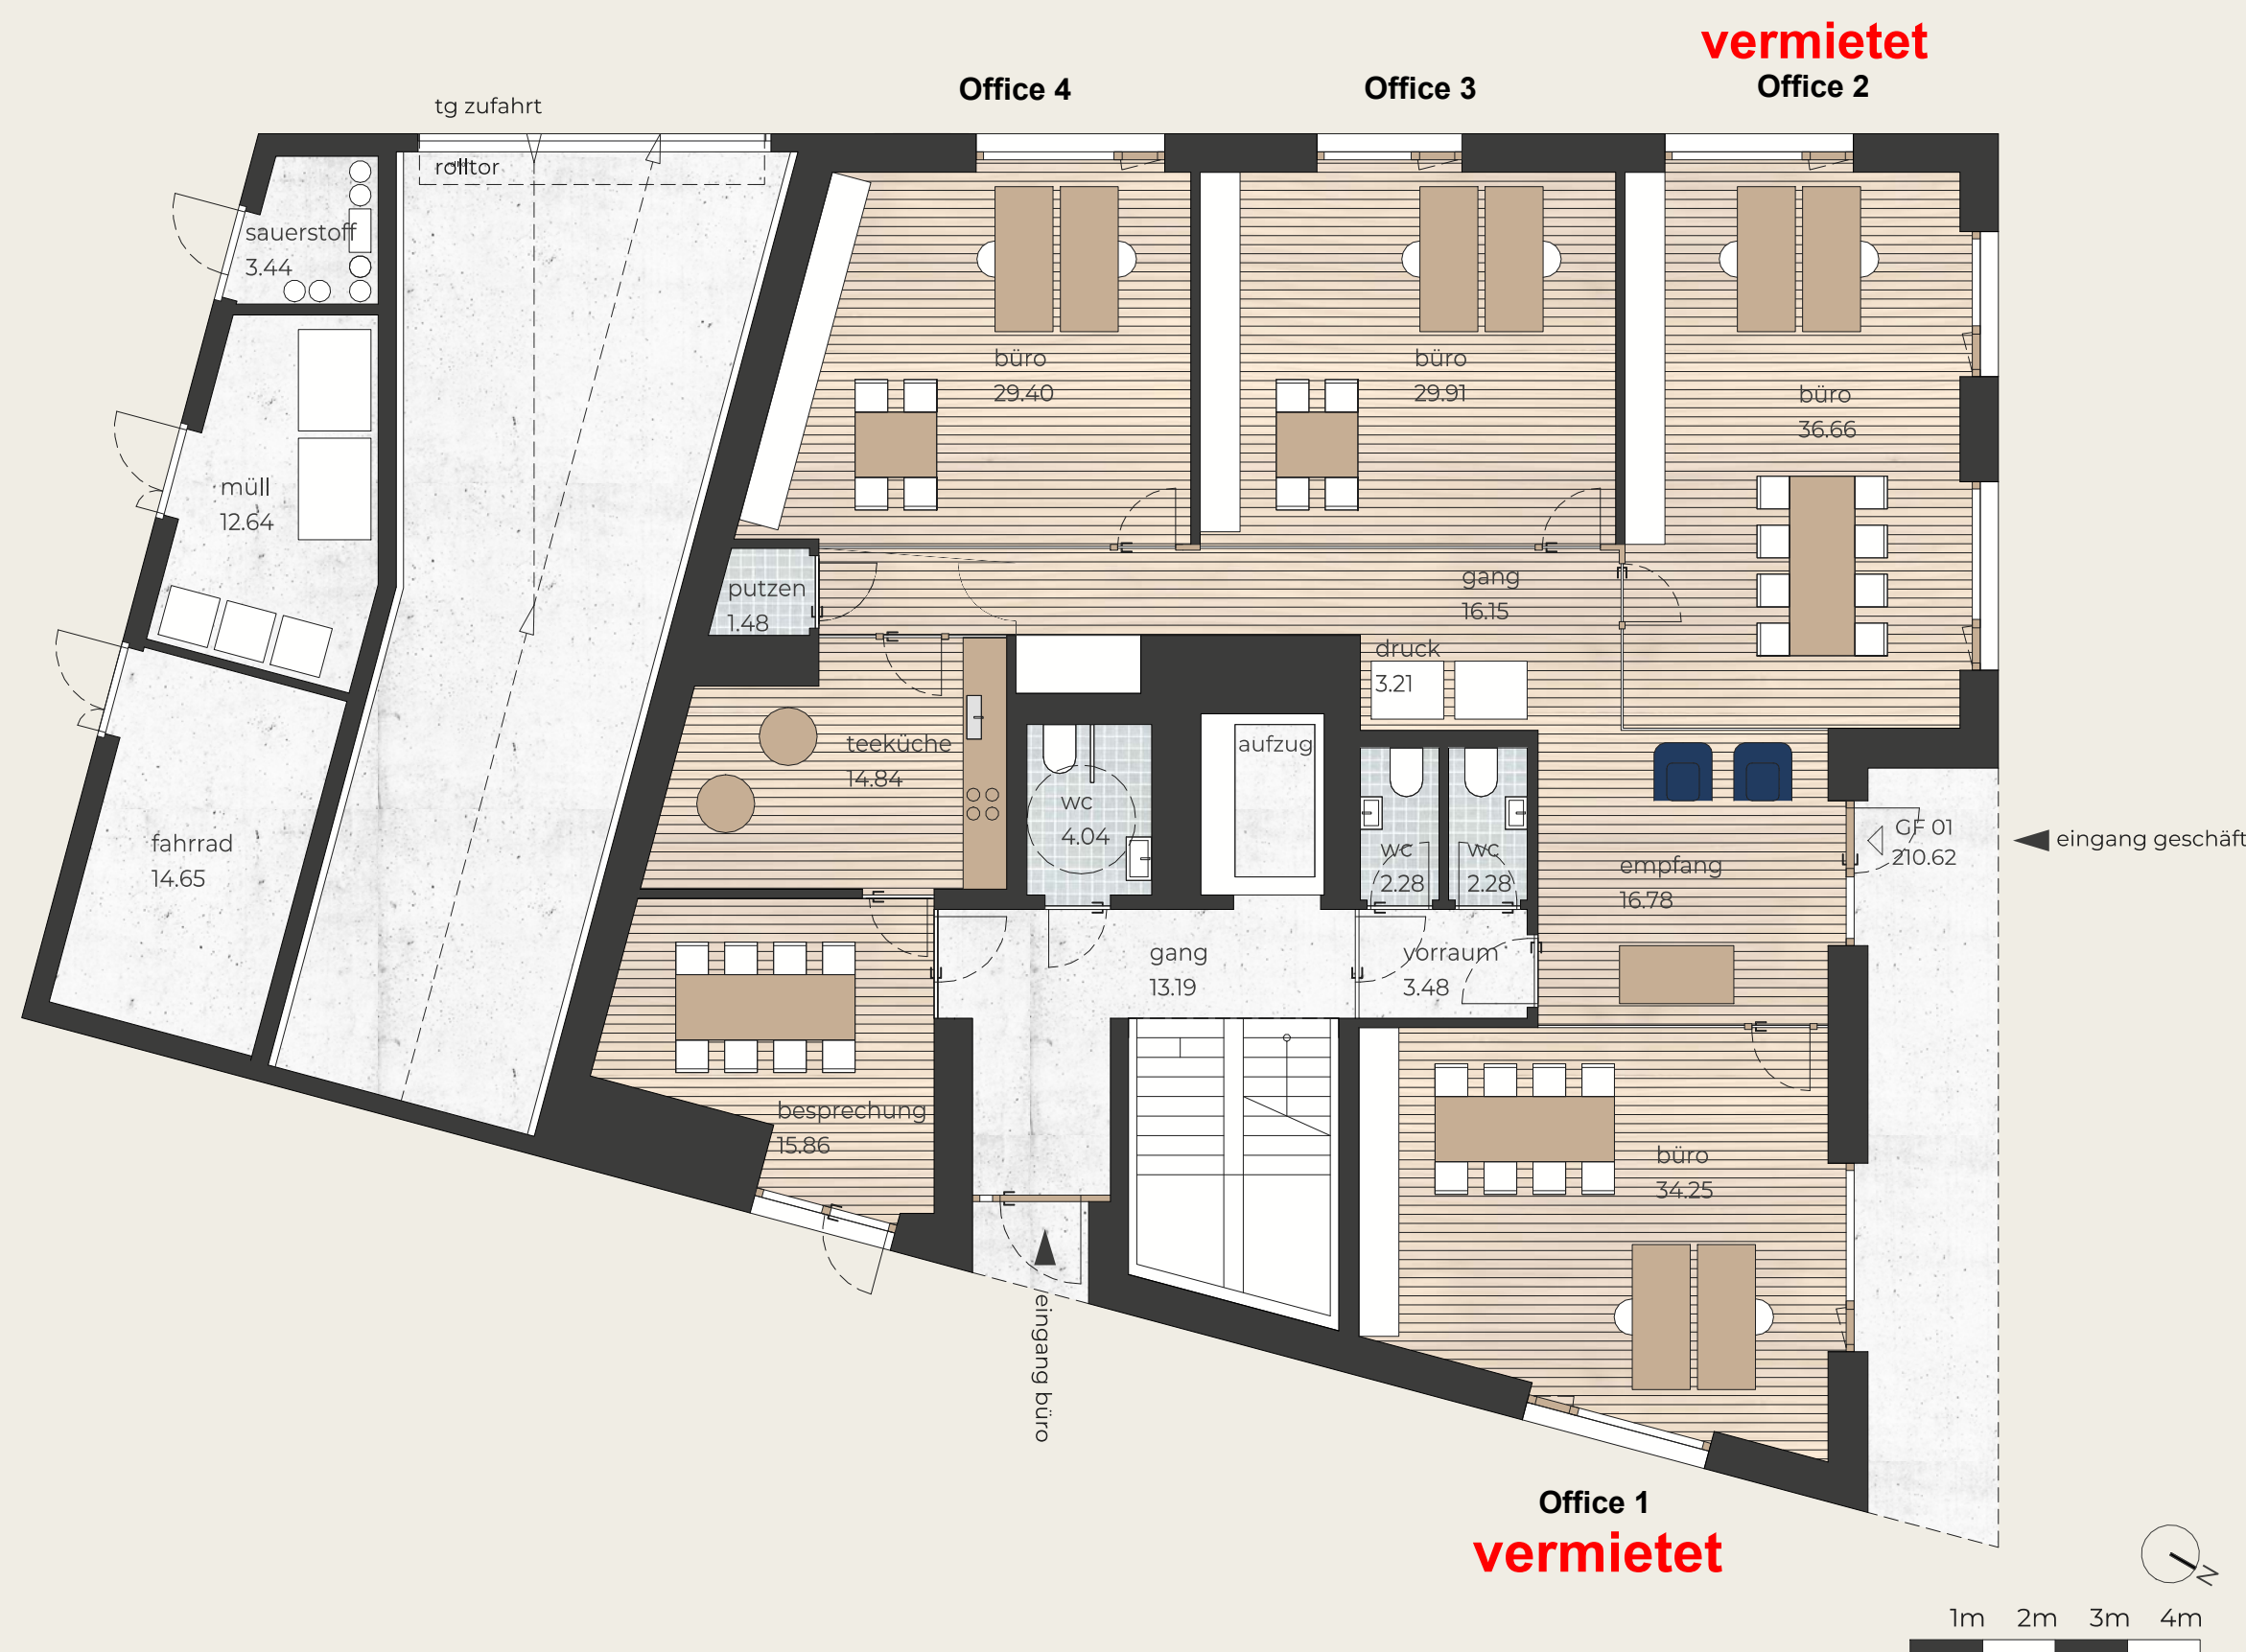 vermietet
Office 4
Office 3
Office 2
tg zufahrt
rolltor
sauerstoff
3.44
büro
29.40
büro
29.91
büro
36.66
müll
12.64
putzen
1.48
gang
16.15
druck
3.21
teeküche
14.84
aufzug
wc
4.04
wc
2.28
wc
2.28
GF 01
210.62
eingang geschäft
fahrrad
14.65
empfang
16.78
gang
13.19
vorraum
3.48
besprechung
15.86
büro
34.25
eingang büro
Office 1
vermietet
N
1m 2m 3m 4m